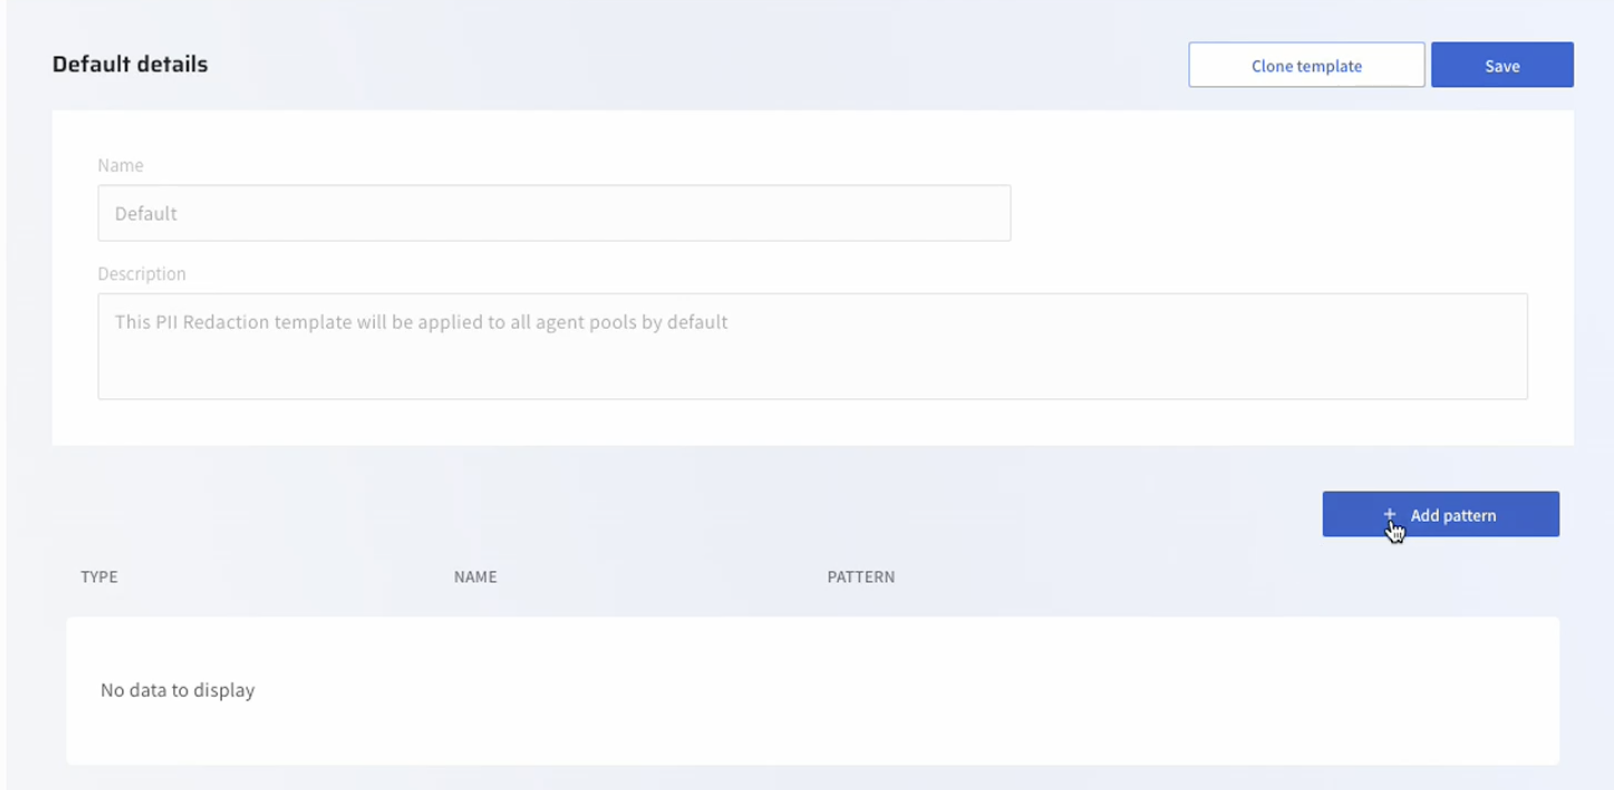 Default details
Clone template
Save
Name
Default
Description
This PII Redaction template will be applied to all agent pools by default
+ Add pattern
TYPE NAME PATTERN
No data to display